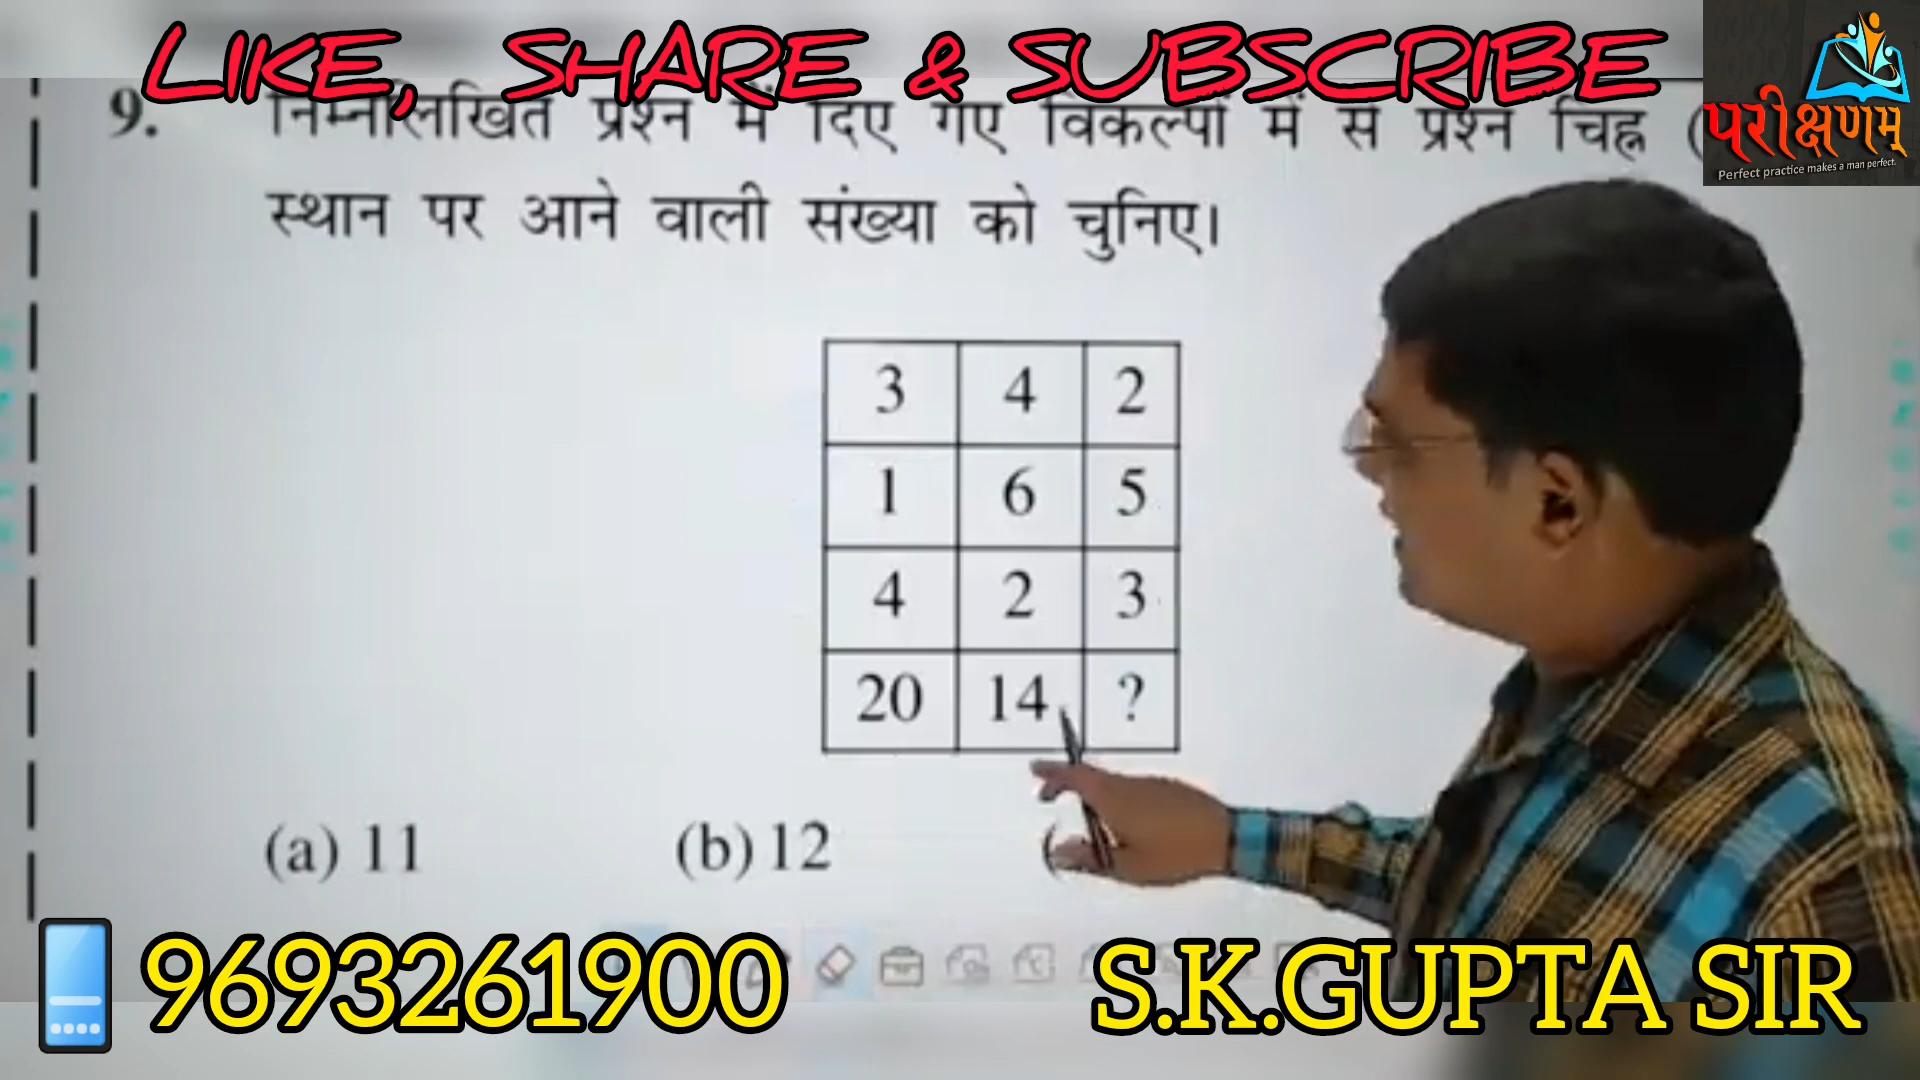 LIKE, SHARE & SUBSCRIBE
परीक्षणम्
Perfect practice makes a man perfect.
9. निम्नलिखित प्रश्न में दिए गए विकल्पों में से प्रश्न चिह्न (
स्थान पर आने वाली संख्या को चुनिए।
3 4 2
1 6 5
4 2 3
20 14 ?
(a) 11 (b) 12 (
9693261900 S.K.GUPTA SIR